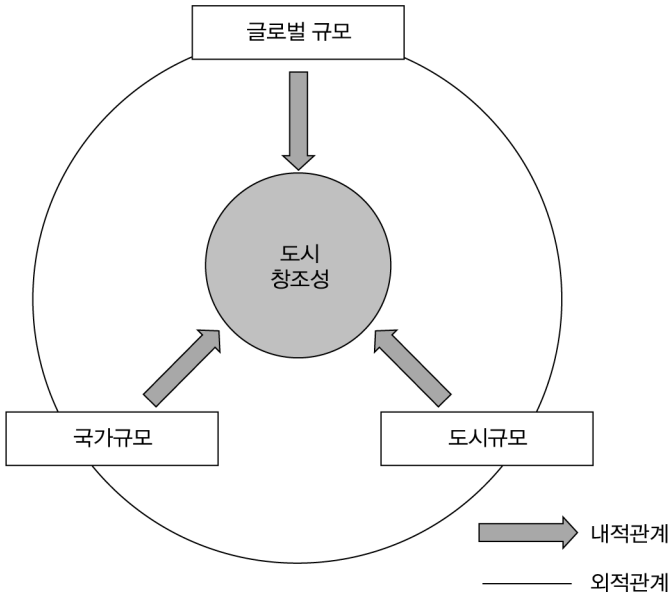 글로벌 규모
도시
창조성
국가규모
도시규모
내적관계
외적관계